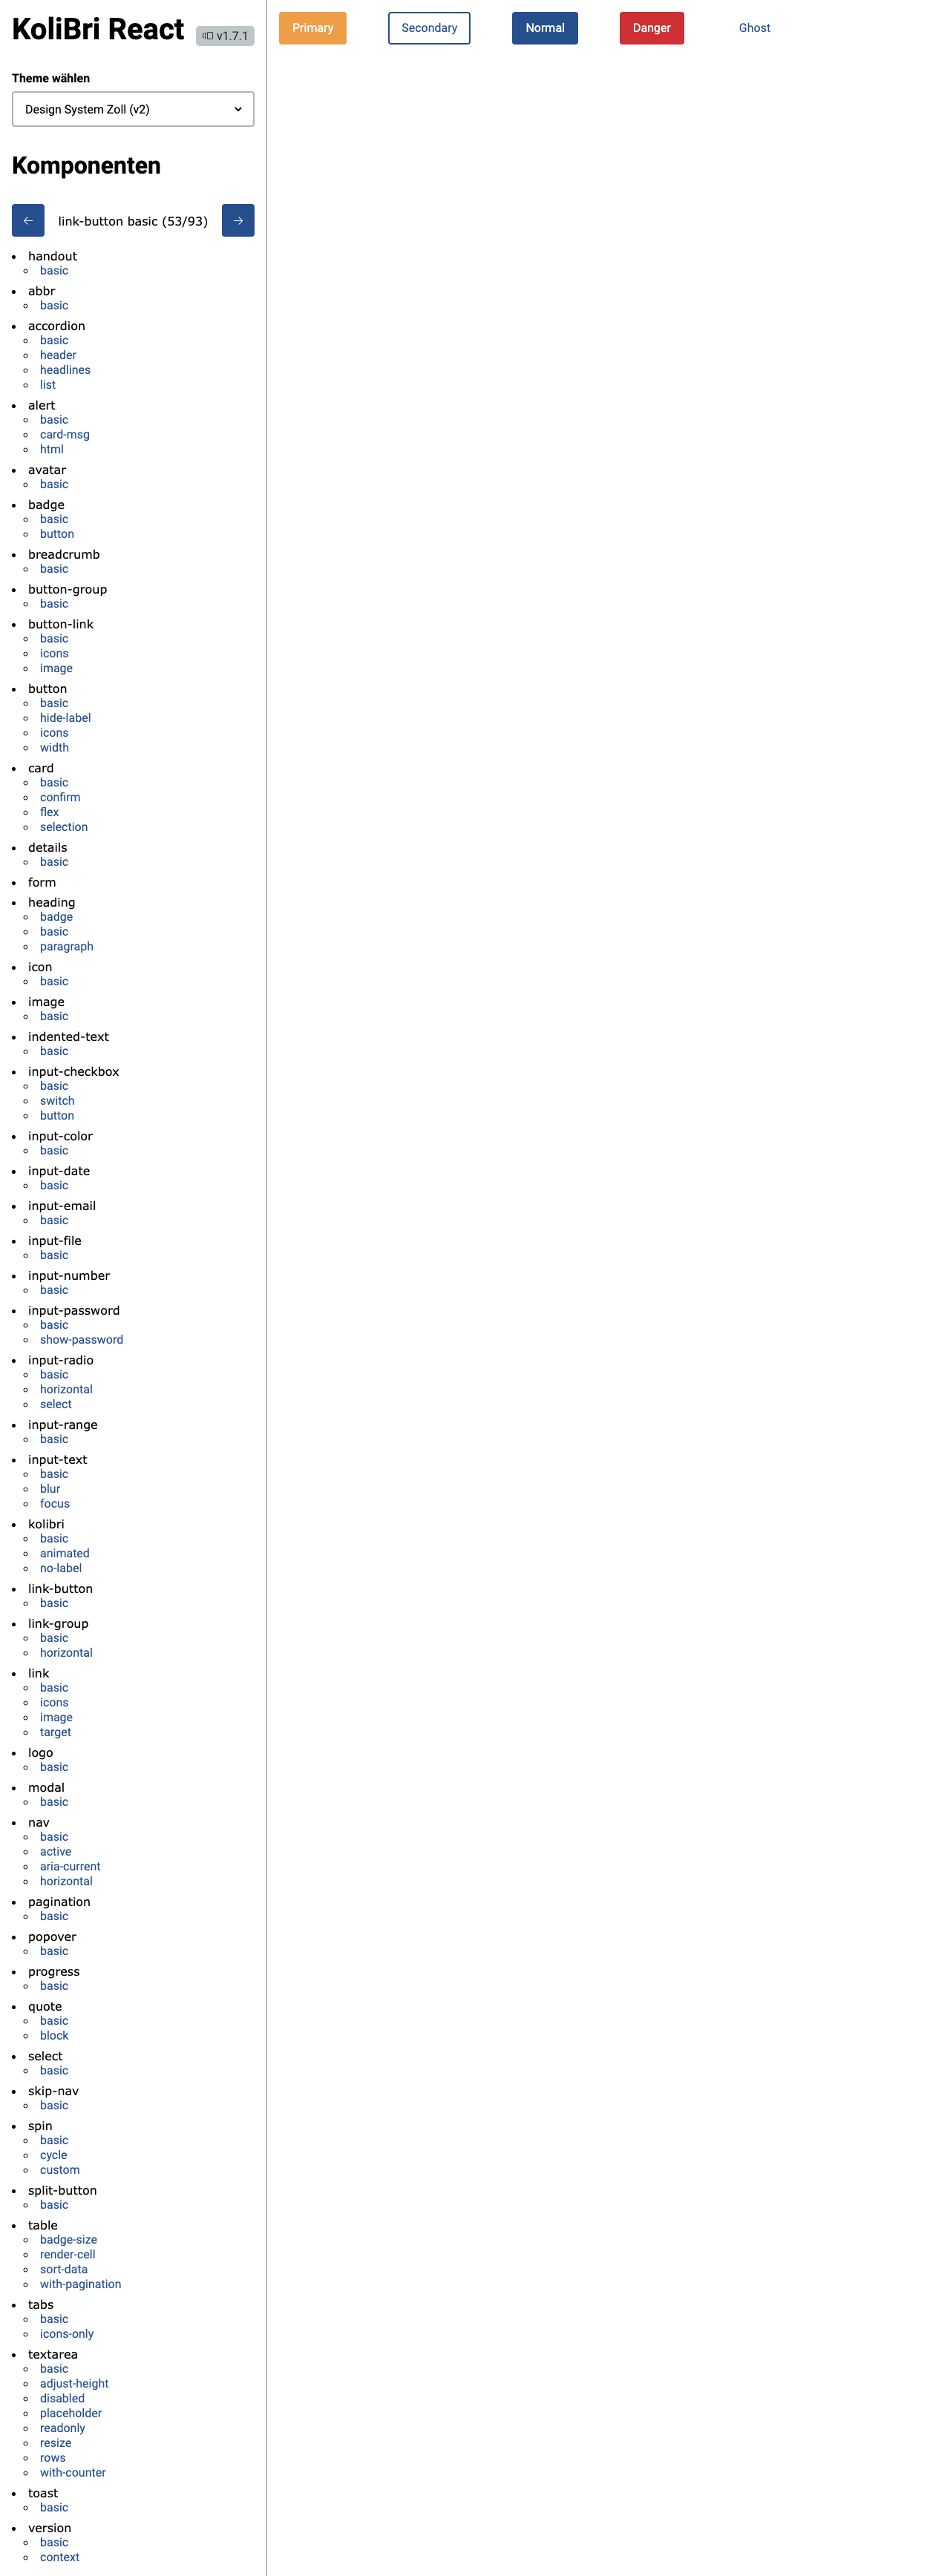 KoliBri React v1.7.1
Theme wählen
Design System Zoll (v2)
Komponenten
← link-button basic (53/93) →
handout
basic
abbr
basic
accordion
basic
header
headlines
list
alert
basic
card-msg
html
avatar
basic
badge
basic
button
breadcrumb
basic
button-group
basic
button-link
basic
icons
image
button
basic
hide-label
icons
width
card
basic
confirm
flex
selection
details
basic
form
heading
badge
basic
paragraph
icon
basic
image
basic
indented-text
basic
input-checkbox
basic
switch
button
input-color
basic
input-date
basic
input-email
basic
input-file
basic
input-number
basic
input-password
basic
show-password
input-radio
basic
horizontal
select
input-range
basic
input-text
basic
blur
focus
kolibri
basic
animated
no-label
link-button
basic
link-group
basic
horizontal
link
basic
icons
image
target
logo
basic
modal
basic
nav
basic
active
aria-current
horizontal
pagination
basic
popover
basic
progress
basic
quote
basic
block
select
basic
skip-nav
basic
spin
basic
cycle
custom
split-button
basic
table
badge-size
render-cell
sort-data
with-pagination
tabs
basic
icons-only
textarea
basic
adjust-height
disabled
placeholder
readonly
resize
rows
with-counter
toast
basic
version
basic
context
Primary Secondary Normal Danger Ghost